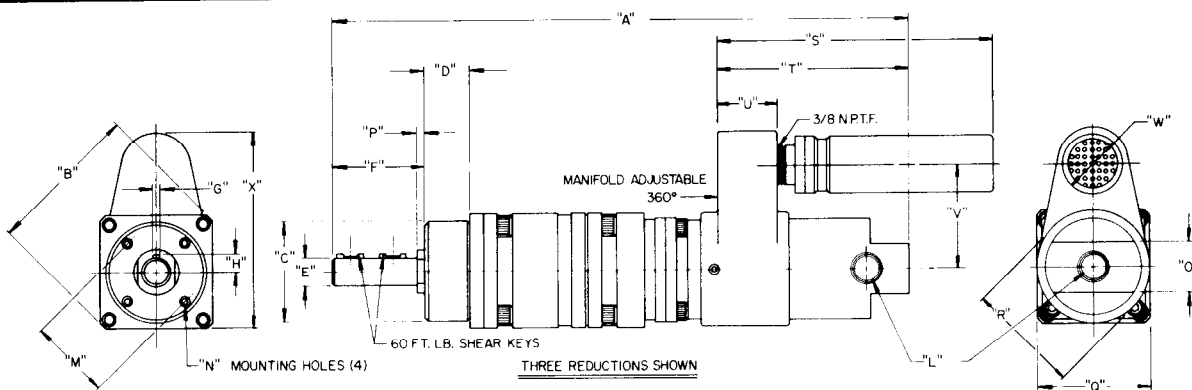 "A"
"S"
"T"
"D"
"U"
"P"
3/8 N.P.T.F.
"W"
"F"
"B"
"G"
"X"
MANIFOLD ADJUSTABLE
360°
"V"
"H"
"C"
"E"
"O"
"R"
"M"
60 FT. LB. SHEAR KEYS
"N" MOUNTING HOLES (4)
THREE REDUCTIONS SHOWN
"L"
"Q"